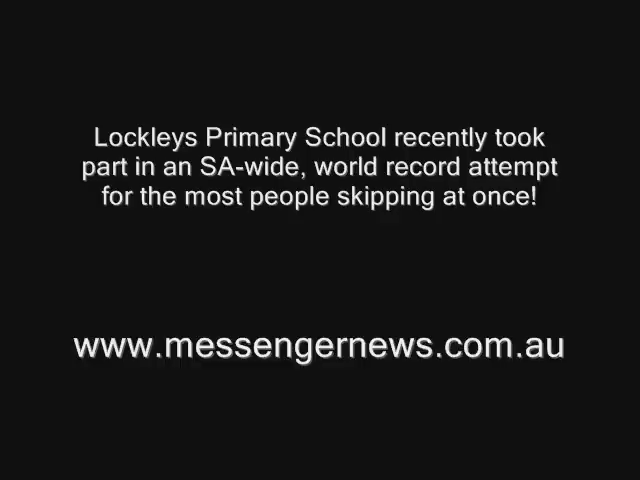 Lockleys Primary School recently took
part in an SA-wide, world record attempt
for the most people skipping at once!
www.messengernews.com.au